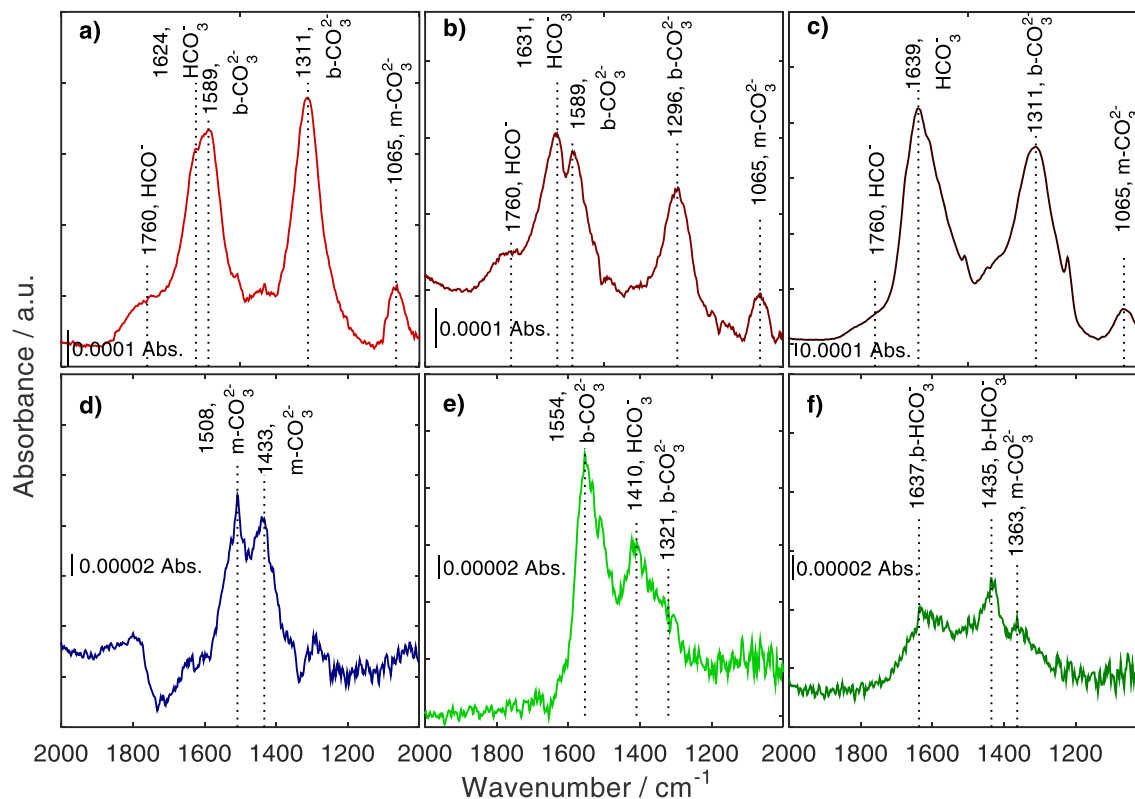 Absorbance / a.u.
a)
1760, HCO⁻
1624,
HCO₃⁻
1589,
b-CO₃²⁻
1311,
b-CO₃²⁻
1065, m-CO₃²⁻
0.0001 Abs.
b)
1760, HCO⁻
1631,
HCO₃⁻
1589,
b-CO₃²⁻
1296, b-CO₃²⁻
1065, m-CO₃²⁻
0.0001 Abs.
c)
1760, HCO⁻
1639,
HCO₃⁻
1311, b-CO₃²⁻
1065, m-CO₃²⁻
0.0001 Abs.
d)
1508,
m-CO₃²⁻
1433,
m-CO₃²⁻
0.00002 Abs.
e)
1554,
b-CO₃²⁻
1410, HCO₃⁻
1321, b-CO₃²⁻
0.00002 Abs.
f)
1637,b-HCO₃⁻
1435, b-HCO₃⁻
1363, m-CO₃²⁻
0.00002 Abs.
2000 1800 1600 1400 1200 2000 1800 1600 1400 1200 2000 1800 1600 1400 1200 1000
Wavenumber / cm⁻¹